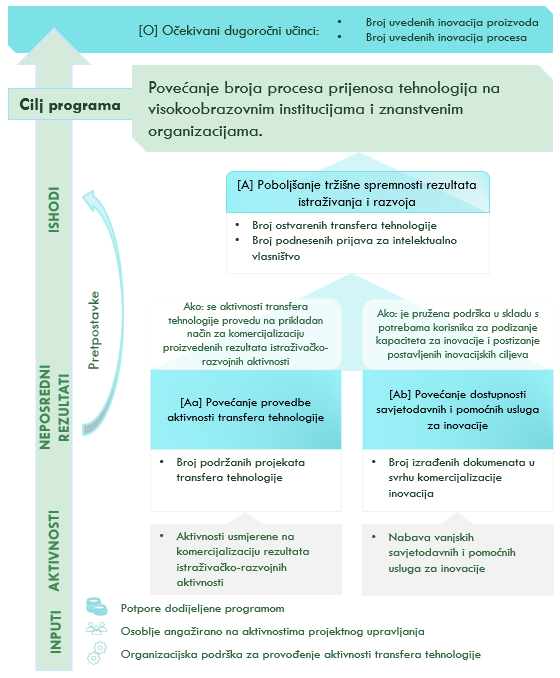 [O] Očekivani dugoročni učinci:
• Broj uvedenih inovacija proizvoda
• Broj uvedenih inovacija procesa
Cilj programa
Povećanje broja procesa prijenosa tehnologija na
visokoobrazovnim institucijama i znanstvenim
organizacijama.
ISHODI
[A] Poboljšanje tržišne spremnosti rezultata
istraživanja i razvoja
• Broj ostvarenih transfera tehnologije
• Broj podnesenih prijava za intelektualno
vlasništvo
Pretpostavke
Ako: se aktivnosti transfera
tehnologije provedu na prikladan
način za komercijalizaciju
proizvedenih rezultata istraživačko-
razvojnih aktivnosti
Ako: je pružena podrška u skladu s
potrebama korisnika za podizanje
kapaciteta za inovacije i postizanje
postavljenih inovacijskih ciljeva
NEPOSREDNI
REZULTATI
[Aa] Povećanje provedbe
aktivnosti transfera tehnologije
• Broj podržanih projekata
transfera tehnologije
[Ab] Povećanje dostupnosti
savjetodavnih i pomoćnih usluga
za inovacije
• Broj izrađenih dokumenata u
svrhu komercijalizacije
inovacija
AKTIVNOSTI
• Aktivnosti usmjerene na
komercijalizaciju rezultata
istraživačko-razvojnih
aktivnosti
• Nabava vanjskih
savjetodavnih i pomoćnih
usluga za inovacije
INPUTI
Potpore dodijeljene programom
Osoblje angažirano na aktivnostima projektnog upravljanja
Organizacijska podrška za provođenje aktivnosti transfera tehnologije